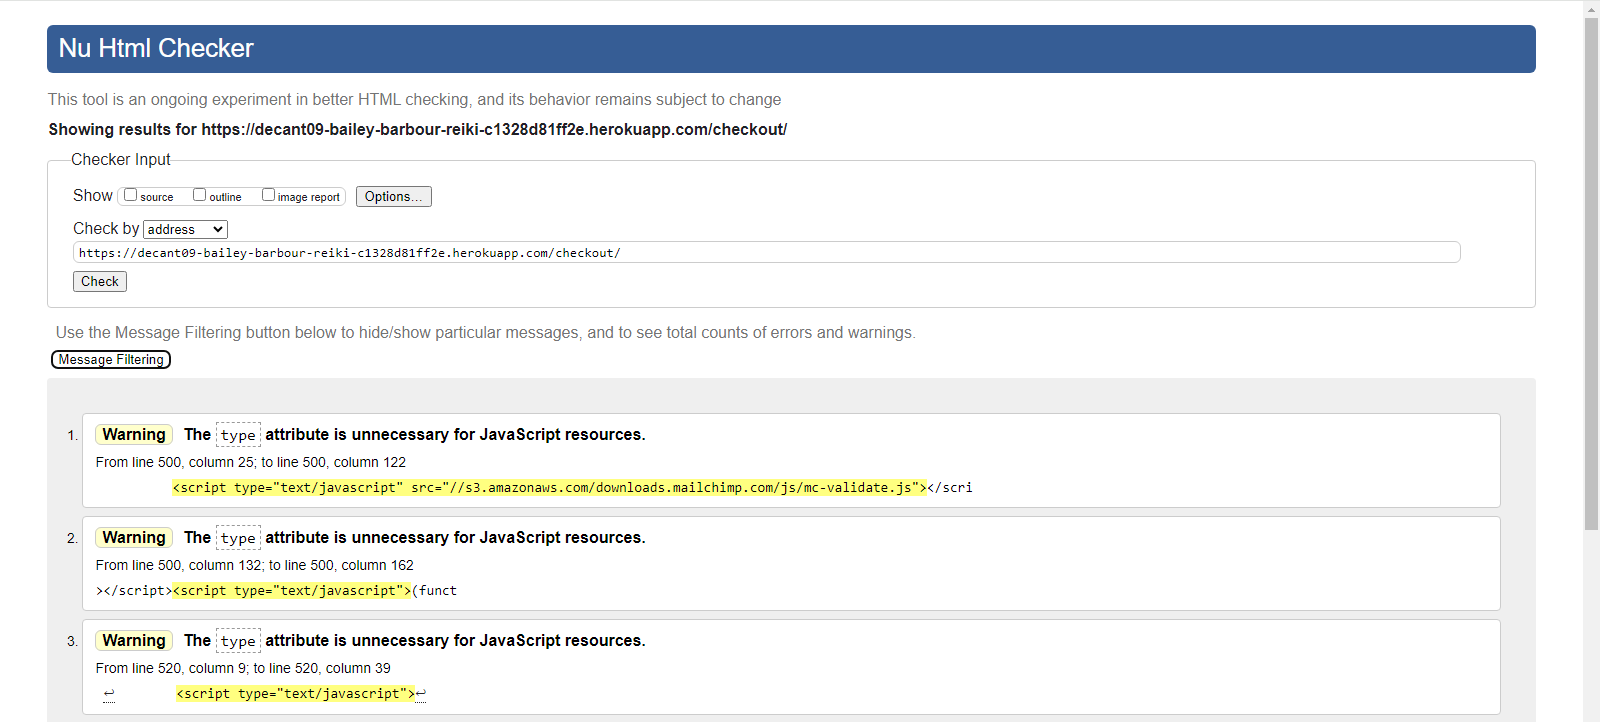 Nu Html Checker
This tool is an ongoing experiment in better HTML checking, and its behavior remains subject to change
Showing results for https://decant09-bailey-barbour-reiki-c1328d81ff2e.herokuapp.com/checkout/
Checker Input
Show source outline image report Options...
Check by address
https://decant09-bailey-barbour-reiki-c1328d81ff2e.herokuapp.com/checkout/
Check
Use the Message Filtering button below to hide/show particular messages, and to see total counts of errors and warnings.
Message Filtering
1. Warning The type attribute is unnecessary for JavaScript resources.
From line 500, column 25; to line 500, column 122
<script type="text/javascript" src="//s3.amazonaws.com/downloads.mailchimp.com/js/mc-validate.js"></scri
2. Warning The type attribute is unnecessary for JavaScript resources.
From line 500, column 132; to line 500, column 162
></script><script type="text/javascript">(funct
3. Warning The type attribute is unnecessary for JavaScript resources.
From line 520, column 9; to line 520, column 39
↩ <script type="text/javascript">↩